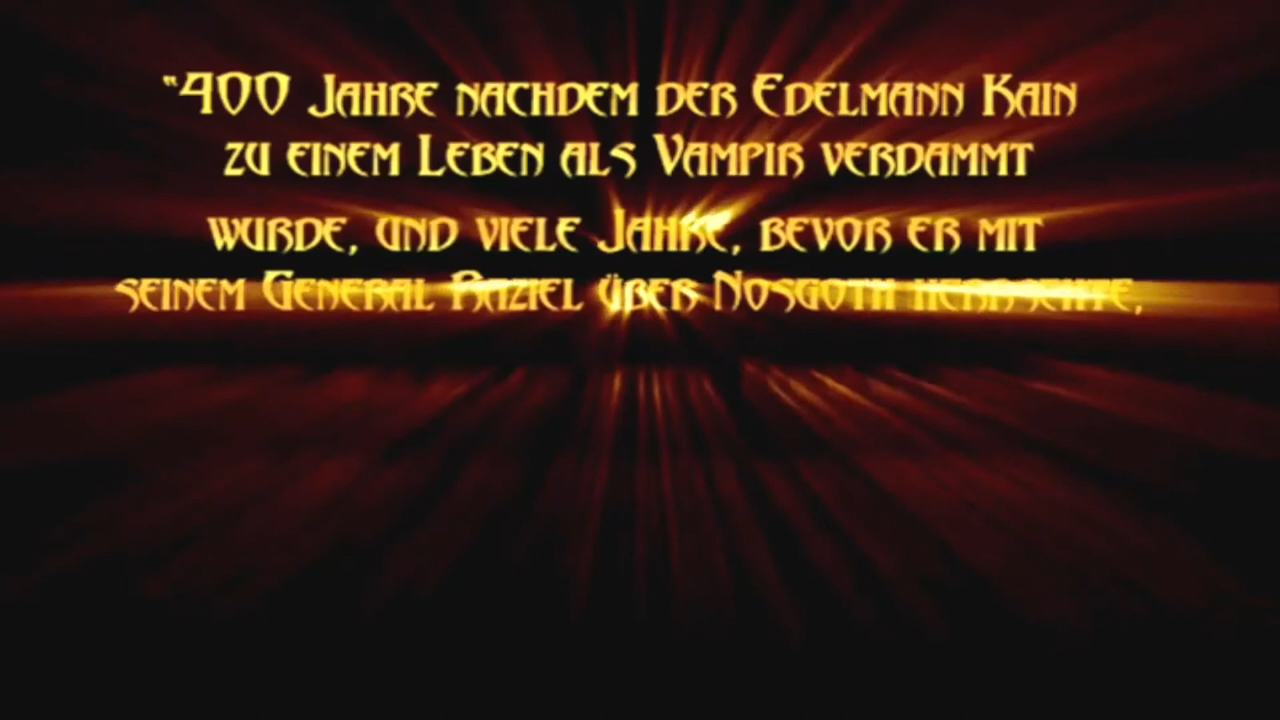 "400 Jahre nachdem der Edelmann Kain
zu einem Leben als Vampir verdammt
wurde, und viele Jahre, bevor er mit
seinem General Raziel über Nosgoth herrschte,